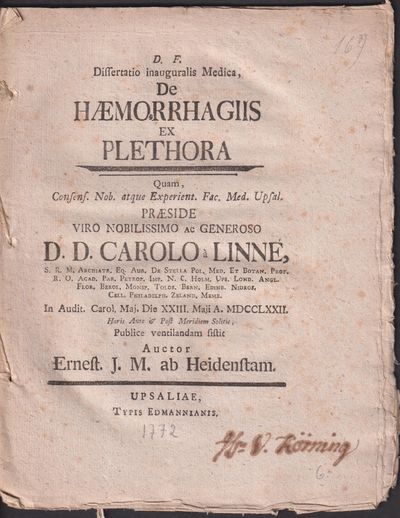 D. F.
Dissertatio inauguralis Medica,
De
HÆMORRHAGIIS
EX
PLETHORA
Quam,
Consens. Nob. atque Experient. Fac. Med. Upsal.
PRÆSIDE
VIRO NOBILISSIMO AC GENEROSO
D. D. CAROLO à LINNÉ,
S. R. M. ARCHIATR. EQ. AUR. DE STELLA POL. MED. ET BOTAN. PROF.
R. O. ACAD. PAR. PETROP. IMP. N. C. HOLM. UPS. LOND. ANGL.
FLOR. BEROL. MONSP. TOLOS. BERN. EDINB. NIDROS.
CELL. PHILADELPH. ZELAND. MEMB.
In Audit. Carol. Maj. Die XXIII. Maji A. MDCCLXXII.
Horis Ante & Post Meridiem Solitis,
Publice ventilandam sistit
Auctor
Ernest. J. M. ab Heidenstam.
UPSALIAE,
TYPIS EDMANNIANIS.
1772
6.